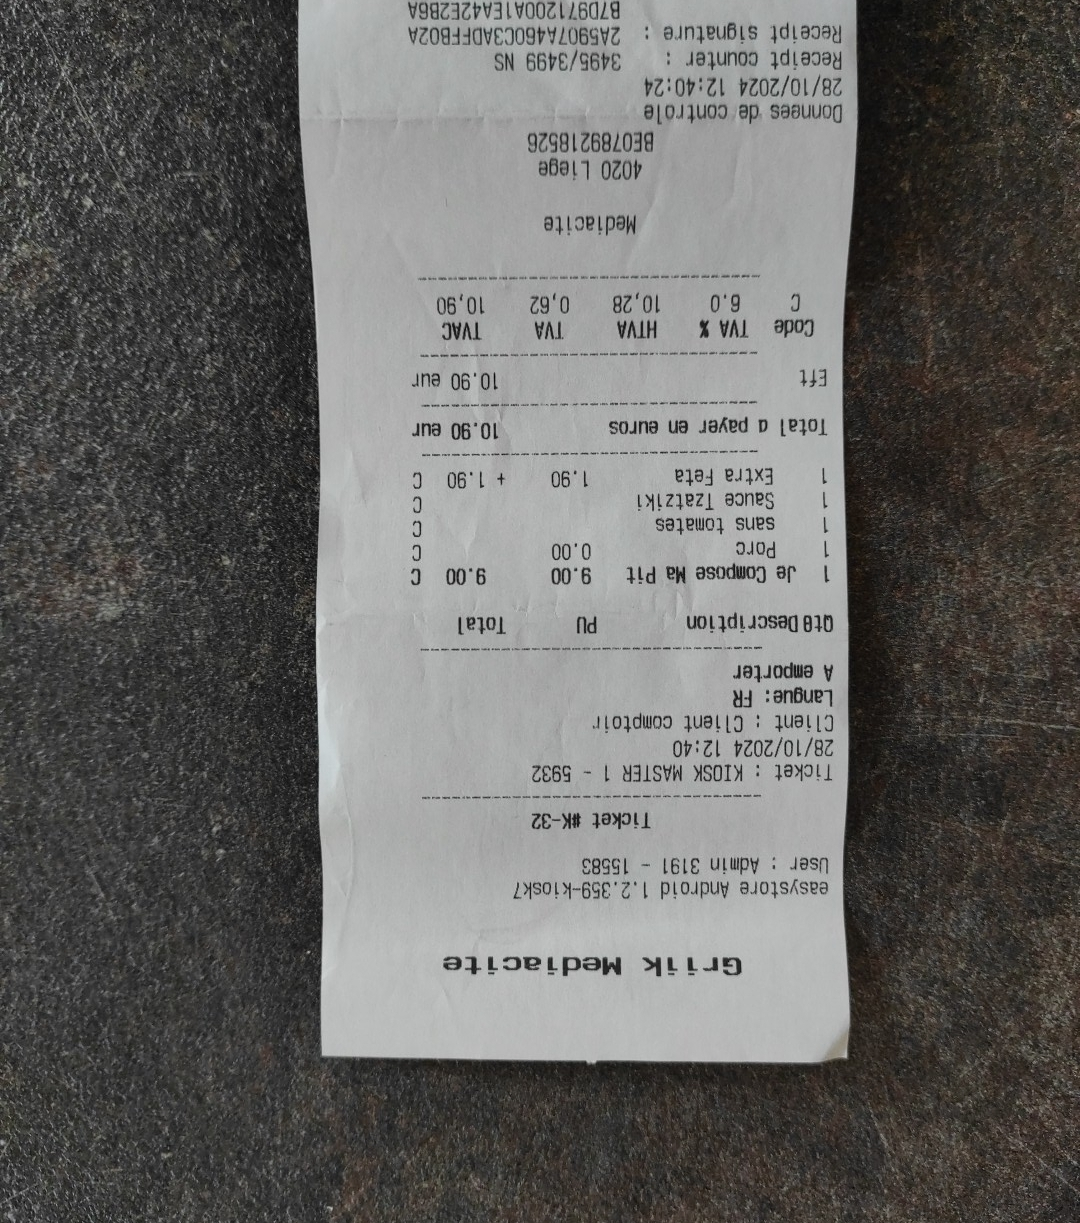 Griik Mediacite
easystore Android 1.2.359-kiosk7
User : Admin 3191 - 15583
Ticket #K-32
Ticket : KIOSK MASTER 1 - 5932
28/10/2024 12:40
Client : Client comptoir
Langue: FR
A emporter
Qt@Description PU Total
1 Je Compose Ma Pit 9.00 9.00 C
1 Porc 0.00 C
1 sans tomates C
1 Sauce Tzatziki C
1 Extra Feta 1.90 + 1.90 C
Total a payer en euros 10.90 eur
Eft 10.90 eur
Code TVA % HTVA TVA TVAC
C 6.0 10,28 0,62 10,90
Mediacite
4020 Liege
BE0789218526
Donnees de controle
28/10/2024 12:40:24
Receipt counter : 3495/3499 NS
Receipt signature : 2A5907A460C3ADFFB02A
B7D971200A1EA42E2B6A